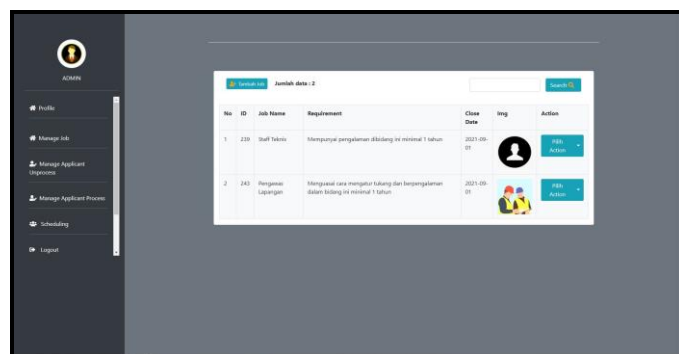 ADMIN
Profile
Manage Job
Manage Applicant
Unprocess
Manage Applicant Process
Scheduling
Logout
Tambah Job Jumlah data : 2 Search
No ID Job Name Requirement Close Date Img Action
1 239 Staff Teknis Mempunyai pengalaman dibidang ini minimal 1 tahun 2021-09- Pilih Action
2 243 Pengawas Lapangan Menguasai cara mengatur tukang dan berpengalaman dalam bidang ini minimal 1 tahun 2021-09- Pilih Action